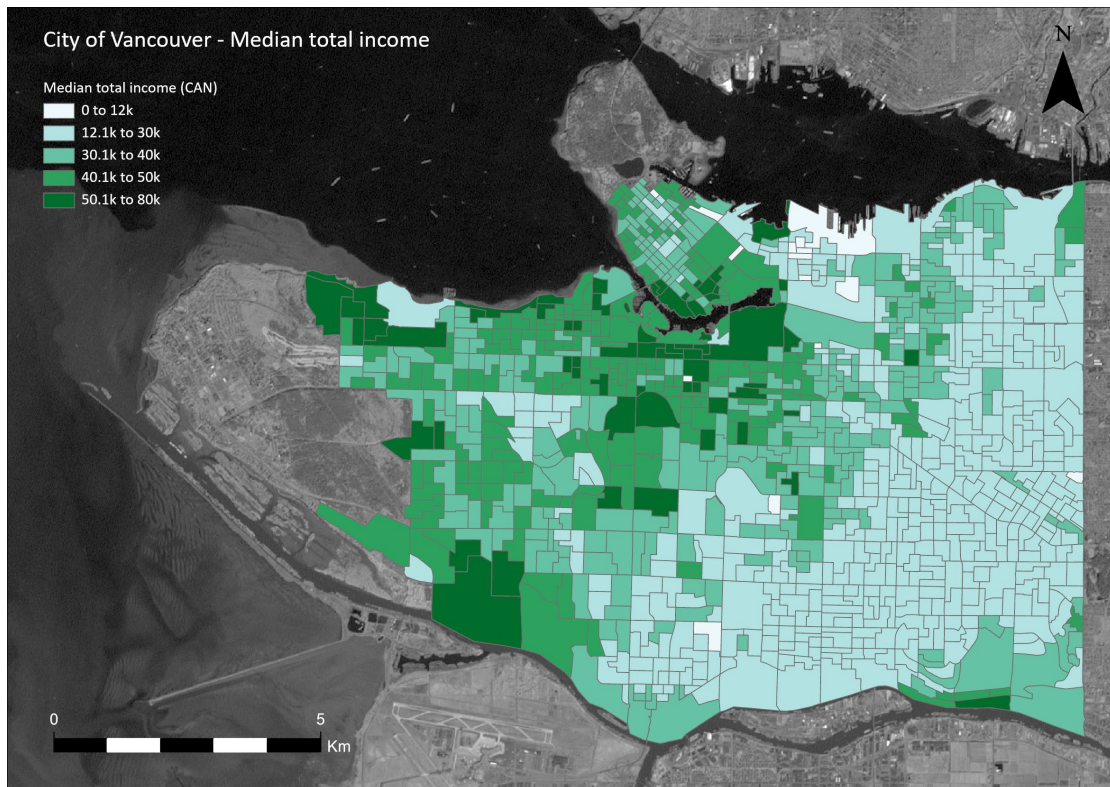 City of Vancouver - Median total income
N
Median total income (CAN)
0 to 12k
12.1k to 30k
30.1k to 40k
40.1k to 50k
50.1k to 80k
0 5
Km